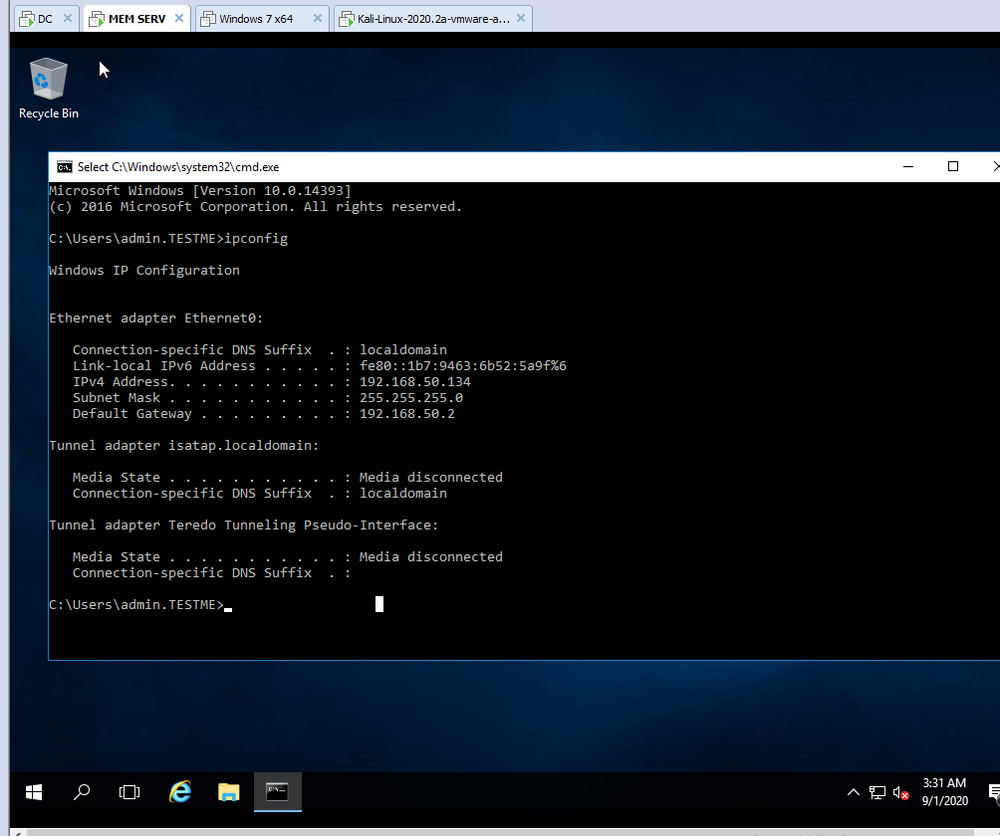 DC
MEM SERV
Windows 7 x64
Kali-Linux-2020.2a-vmware-a...
Recycle Bin
Select C:\Windows\system32\cmd.exe
Microsoft Windows [Version 10.0.14393]
(c) 2016 Microsoft Corporation. All rights reserved.
C:\Users\admin.TESTME>ipconfig
Windows IP Configuration
Ethernet adapter Ethernet0:
Connection-specific DNS Suffix  . : localdomain
Link-local IPv6 Address . . . . . : fe80::1b7:9463:6b52:5a9f%6
IPv4 Address. . . . . . . . . . . : 192.168.50.134
Subnet Mask . . . . . . . . . . . : 255.255.255.0
Default Gateway . . . . . . . . . : 192.168.50.2
Tunnel adapter isatap.localdomain:
Media State . . . . . . . . . . . : Media disconnected
Connection-specific DNS Suffix  . : localdomain
Tunnel adapter Teredo Tunneling Pseudo-Interface:
Media State . . . . . . . . . . . : Media disconnected
Connection-specific DNS Suffix  . :
C:\Users\admin.TESTME>
3:31 AM
9/1/2020